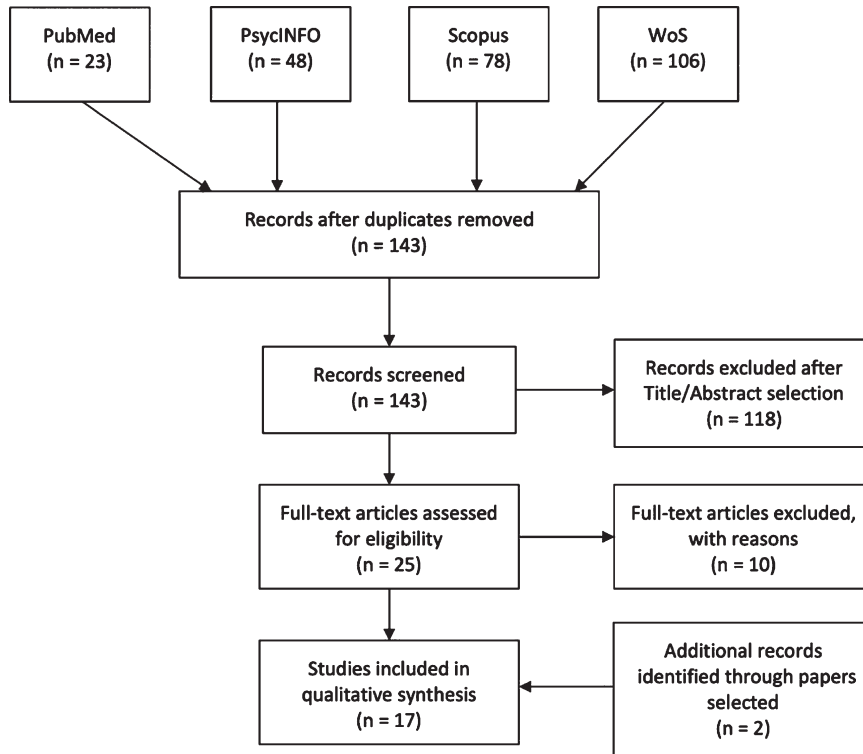 PubMed
(n = 23)
PsycINFO
(n = 48)
Scopus
(n = 78)
WoS
(n = 106)
Records after duplicates removed
(n = 143)
Records screened
(n = 143)
Records excluded after
Title/Abstract selection
(n = 118)
Full-text articles assessed
for eligibility
(n = 25)
Full-text articles excluded,
with reasons
(n = 10)
Studies included in
qualitative synthesis
(n = 17)
Additional records
identified through papers
selected
(n = 2)